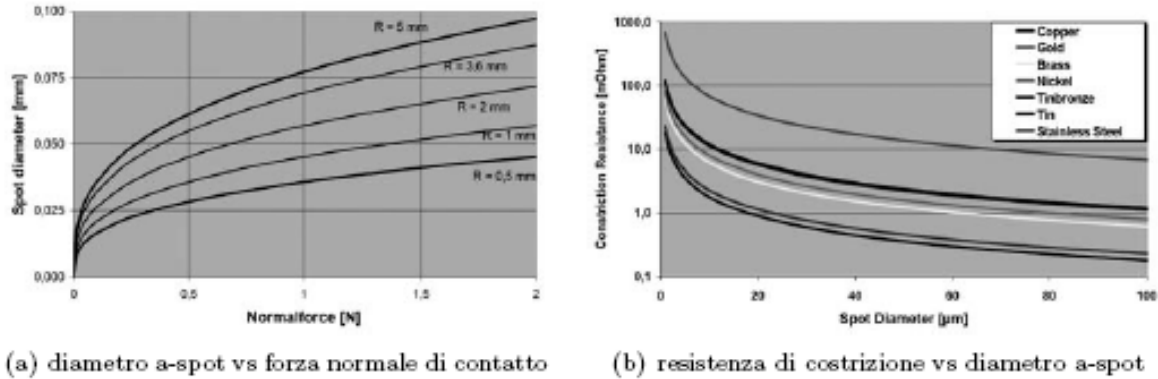 0,100
0,075
0,050
0,025
0,000
Spot diameter [mm]
R = 5 mm
R = 3,6 mm
R = 2 mm
R = 1 mm
R = 0,5 mm
0
0,5
1
1,5
2
Normalforce [N]
(a) diametro a-spot vs forza normale di contatto
1000,0
100,0
10,0
1,0
0,1
Constriction Resistance [mOhm]
Copper
Gold
Brass
Nickel
Tinbronze
Tin
Stainless Steel
0
20
40
60
80
100
Spot Diameter [µm]
(b) resistenza di costrizione vs diametro a-spot